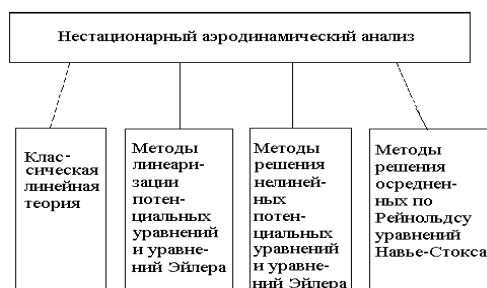 Нестационарный аэродинамический анализ
Клас-
сическая
линейная
теория
Методы
линеари-
зации
потен-
циальных
уравнений
и уравне-
ний Эйлера
Методы
решения
нелиней-
ных
потен-
циальных
уравнений
и уравне-
ний Эйлера
Методы
решения
осреднен-
ных по
Рейнольдсу
уравнений
Навье-Стокса